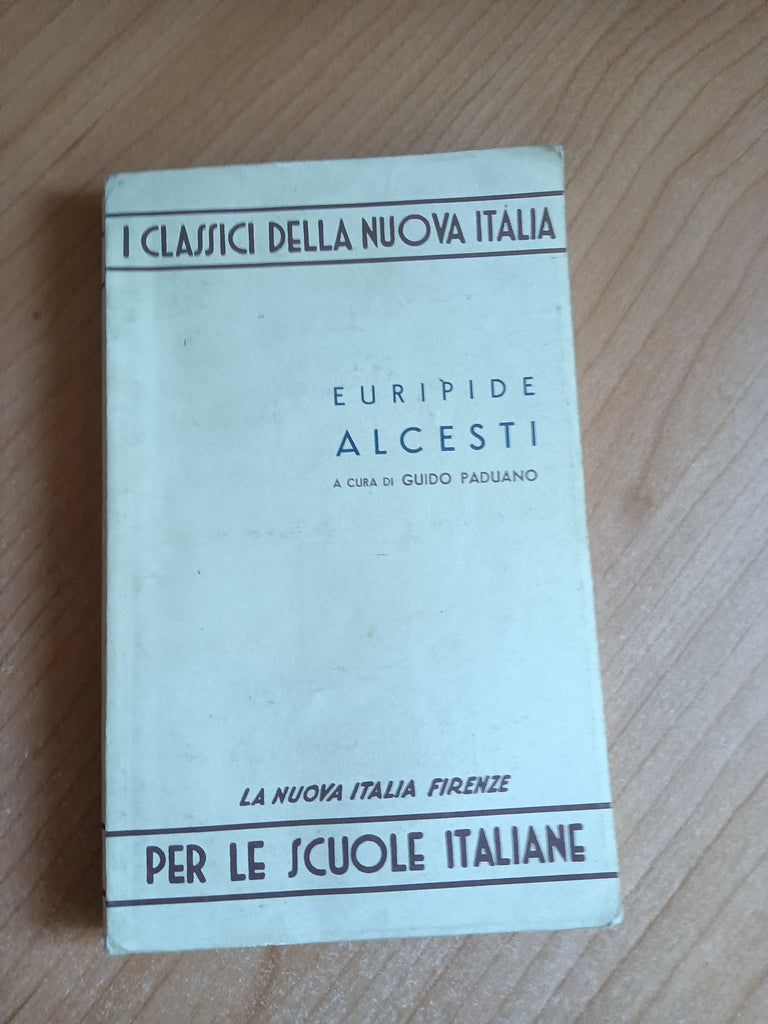 I CLASSICI DELLA NUOVA ITALIA
EURIPIDE
ALCESTI
A CURA DI GUIDO PADUANO
LA NUOVA ITALIA FIRENZE
PER LE SCUOLE ITALIANE